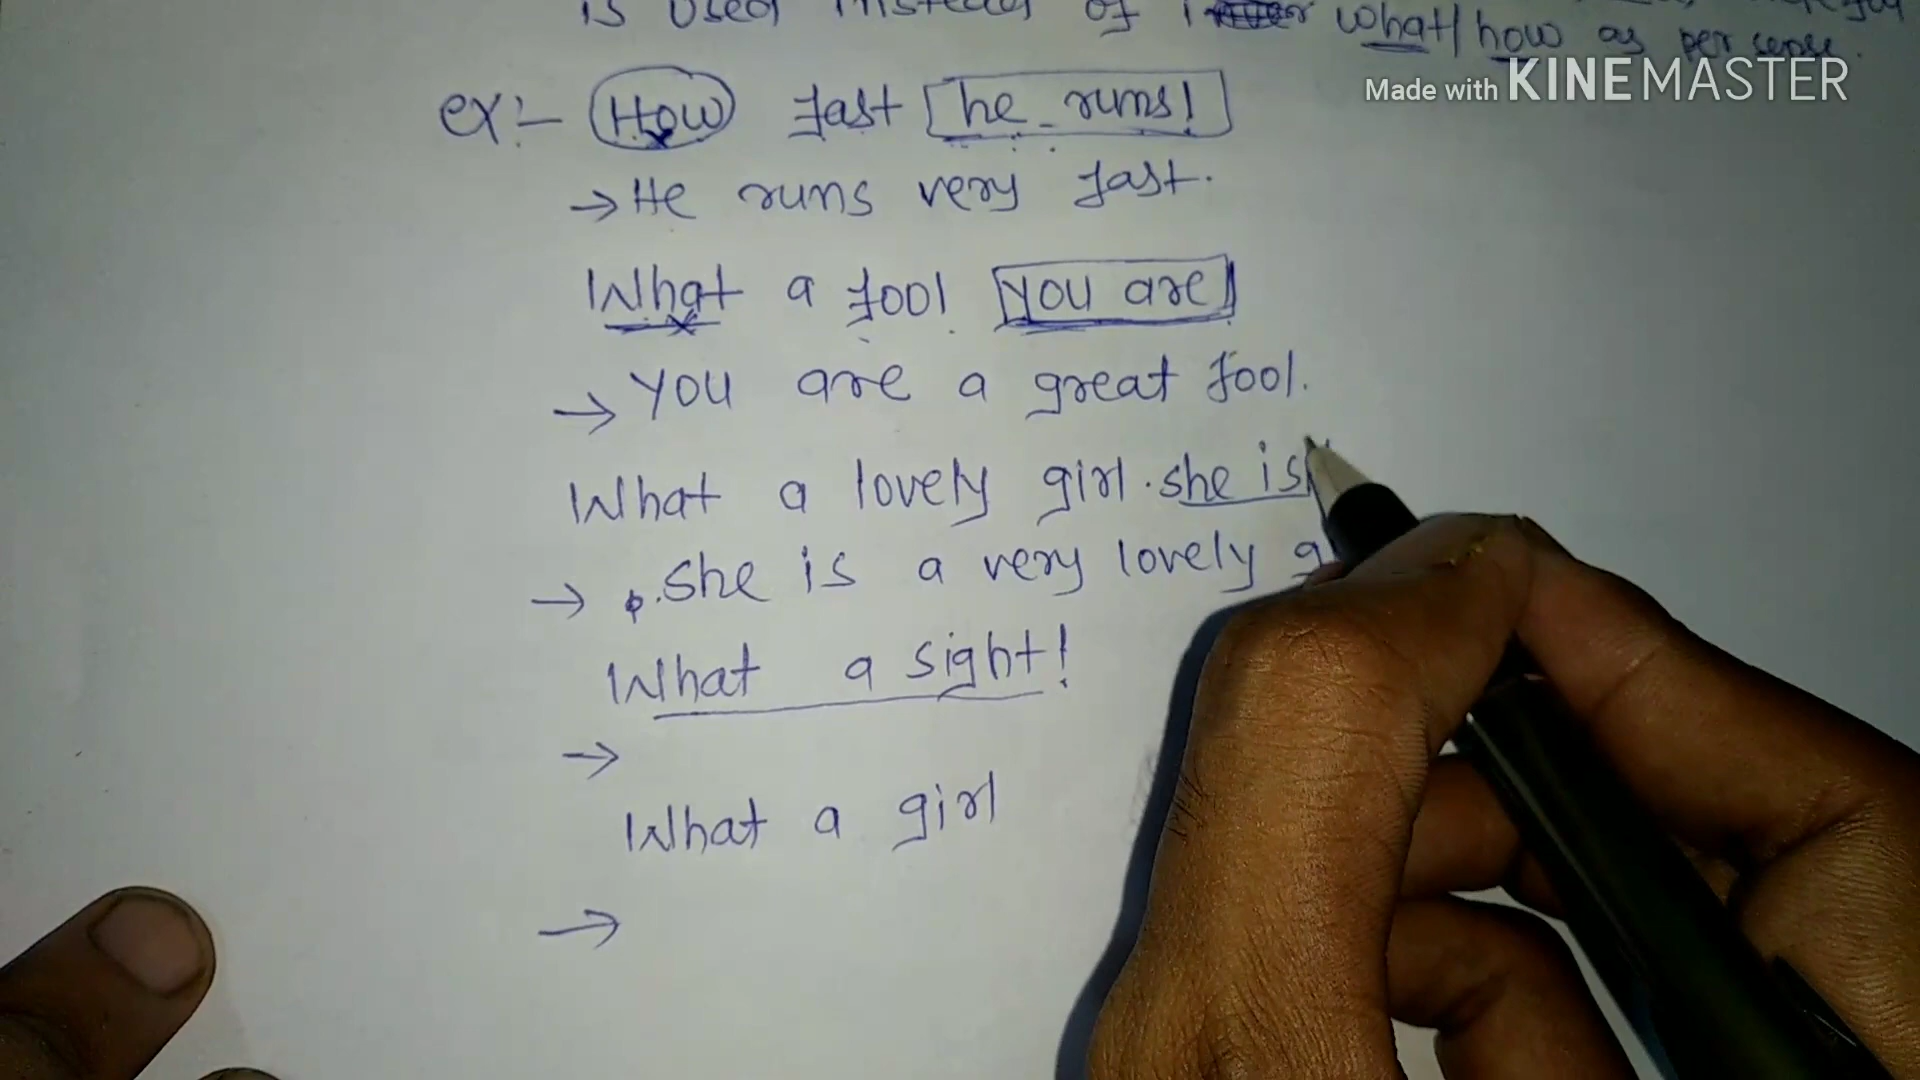 is used instead of what/how as per sense.
Made with KINEMASTER
ex:- How fast he runs!
→ He runs very fast.
What a fool you are
→ You are a great fool.
What a lovely girl she is
→ She is a very lovely
What a sight!
→
What a girl
→